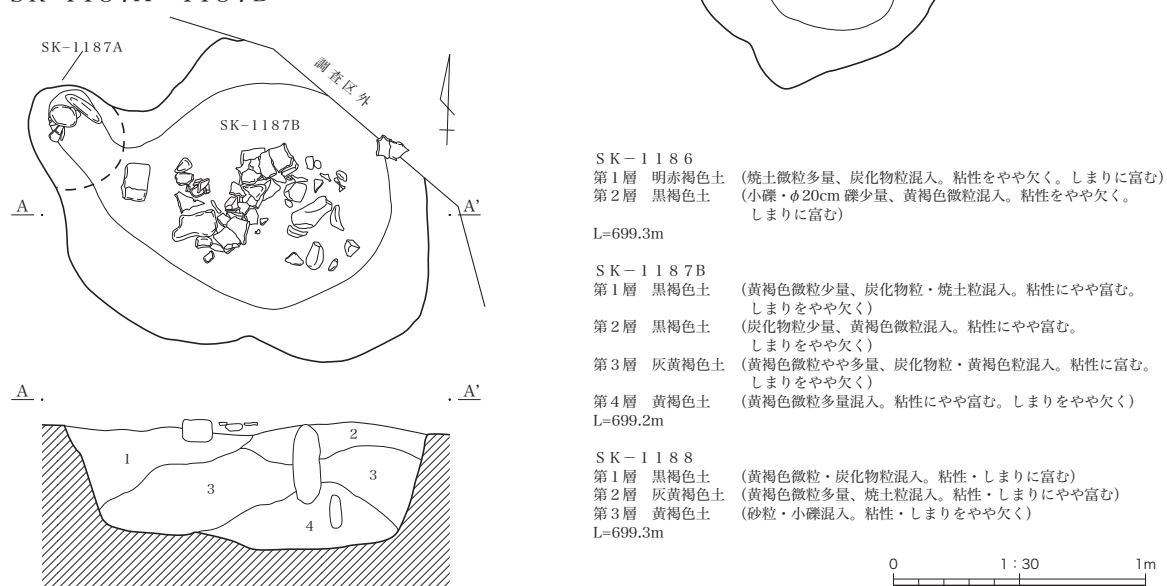 SK−1187A
調査区外
SK−1187B
A A’
A A’
1 2 3 3 4
ＳＫ−１１８６
第１層　明赤褐色土　（焼土微粒多量、炭化物粒混入。粘性をやや欠く。しまりに富む）
第２層　黒褐色土　（小礫・φ20cm 礫少量、黄褐色微粒混入。粘性をやや欠く。
しまりに富む）
L=699.3m
ＳＫ−１１８７B
第１層　黒褐色土　（黄褐色微粒少量、炭化物粒・焼土粒混入。粘性にやや富む。
しまりをやや欠く）
第２層　黒褐色土　（炭化物粒少量、黄褐色微粒混入。粘性にやや富む。
しまりをやや欠く）
第３層　灰黄褐色土　（黄褐色微粒やや多量、炭化物粒・黄褐色粒混入。粘性に富む。
しまりをやや欠く）
第４層　黄褐色土　（黄褐色微粒多量混入。粘性にやや富む。しまりをやや欠く）
L=699.2m
ＳＫ−１１８８
第１層　黒褐色土　（黄褐色微粒・炭化物粒混入。粘性・しまりに富む）
第２層　灰黄褐色土　（黄褐色微粒多量、焼土粒混入。粘性・しまりにやや富む）
第３層　黄褐色土　（砂粒・小礫混入。粘性・しまりをやや欠く）
L=699.3m
0 1：30 1m